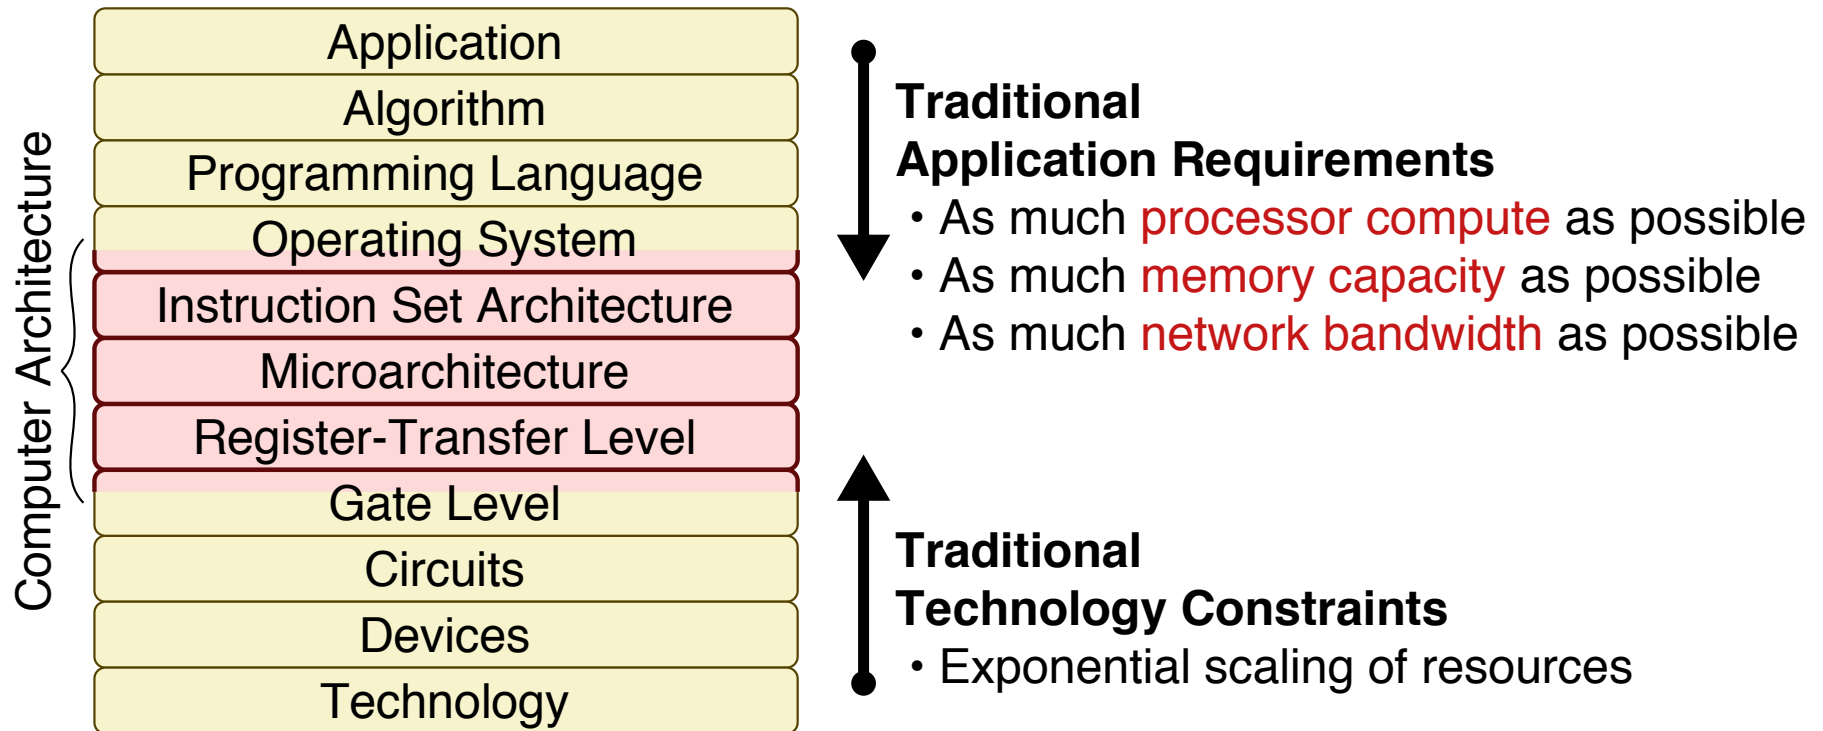 Computer Architecture
Application
Algorithm
Programming Language
Operating System
Instruction Set Architecture
Microarchitecture
Register-Transfer Level
Gate Level
Circuits
Devices
Technology
Traditional
Application Requirements
• As much processor compute as possible
• As much memory capacity as possible
• As much network bandwidth as possible
Traditional
Technology Constraints
• Exponential scaling of resources